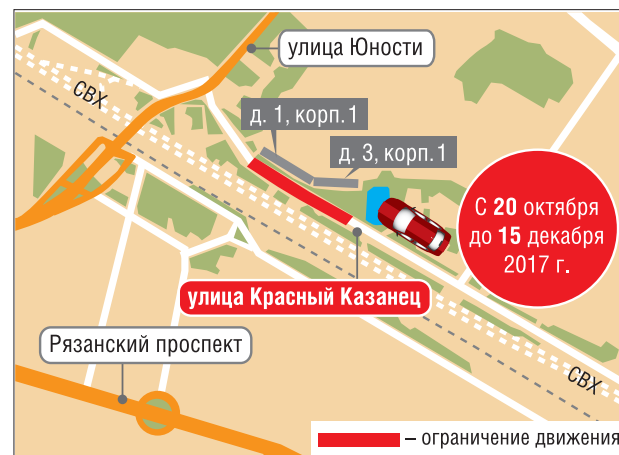 улица Юности
СВХ
д. 1, корп.1
д. 3, корп.1
С 20 октября
до 15 декабря
2017 г.
улица Красный Казанец
Рязанский проспект
СВХ
– ограничение движения